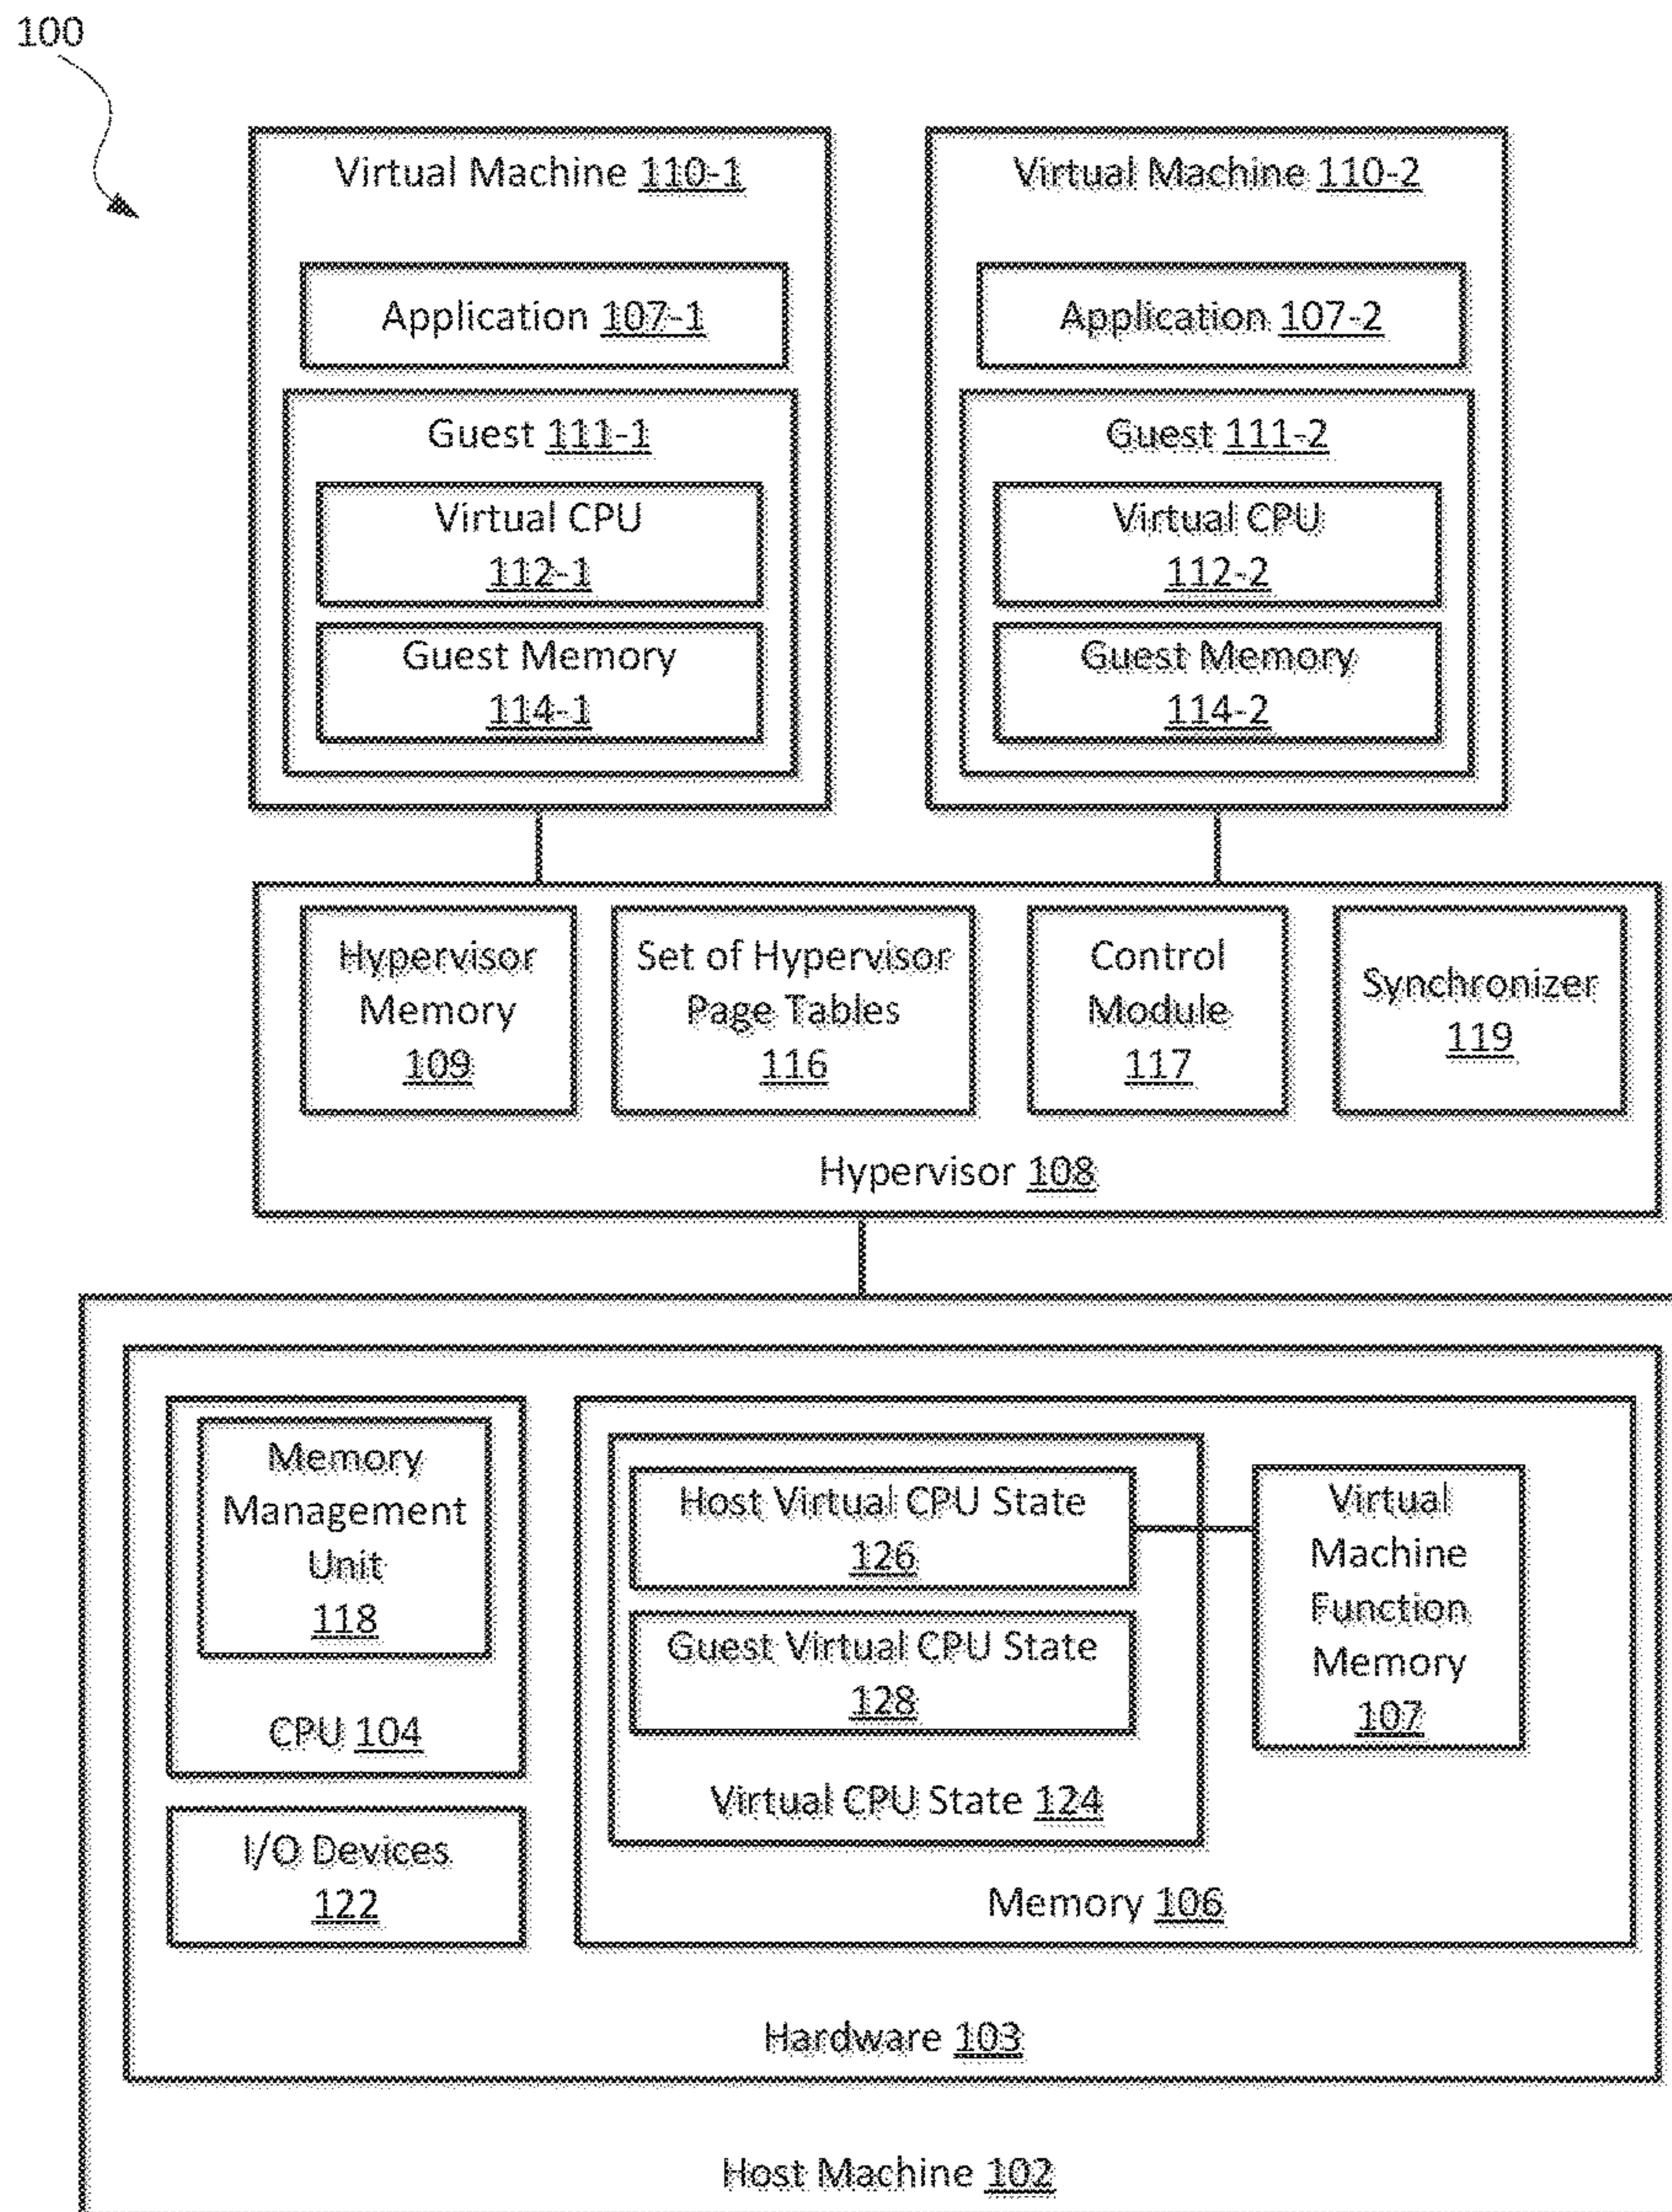 100
Virtual Machine 110-1
Application 107-1
Guest 111-1
Virtual CPU
112-1
Guest Memory
114-1
Virtual Machine 110-2
Application 107-2
Guest 111-2
Virtual CPU
112-2
Guest Memory
114-2
Hypervisor
Memory
109
Set of Hypervisor
Page Tables
116
Control
Module
117
Synchronizer
119
Hypervisor 108
Memory
Management
Unit
118
CPU 104
I/O Devices
122
Host Virtual CPU State
126
Guest Virtual CPU State
128
Virtual CPU State 124
Virtual
Machine
Function
Memory
107
Memory 106
Hardware 103
Host Machine 102